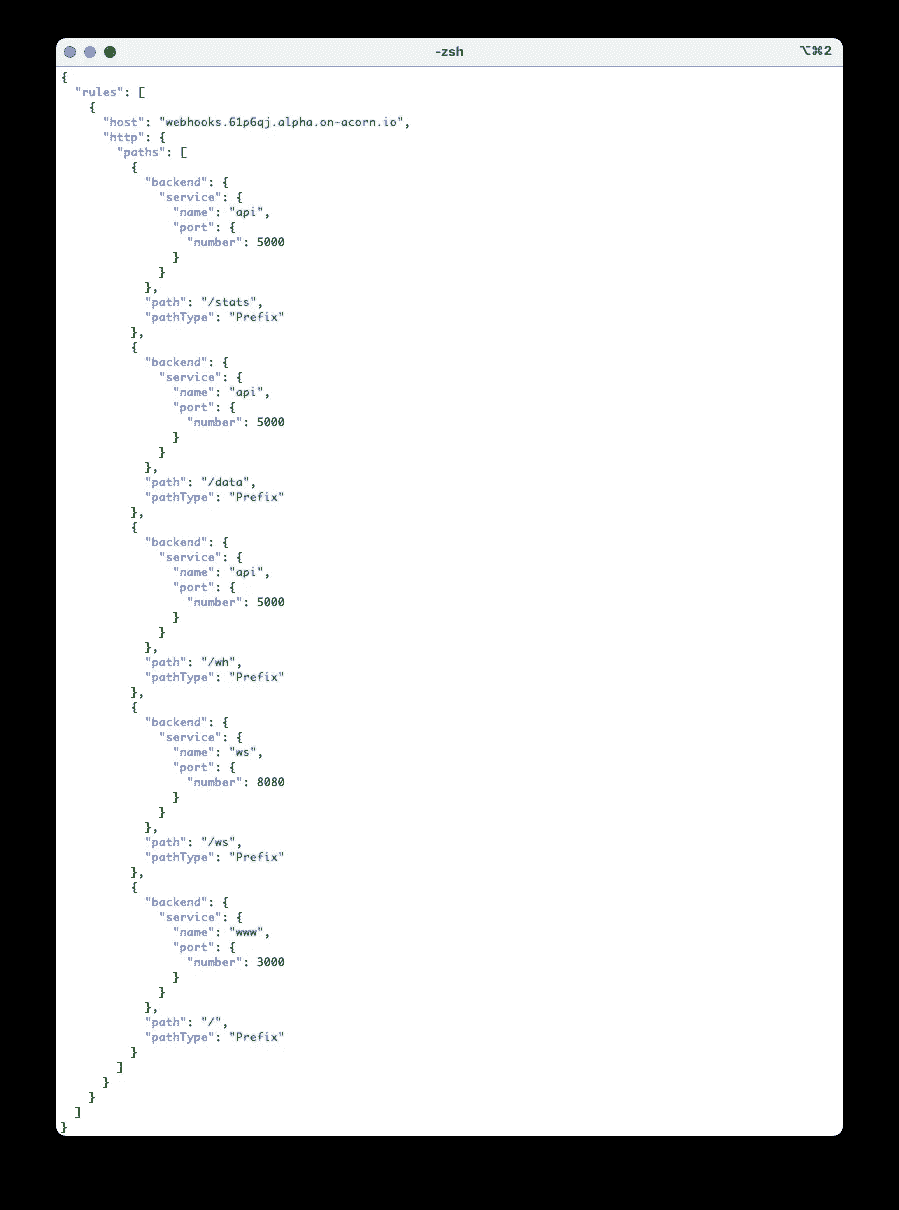 -zsh
⌥⌘2
{
  "rules": [
    {
      "host": "webhooks.61p6qj.alpha.on-acorn.io",
      "http": {
        "paths": [
          {
            "backend": {
              "service": {
                "name": "api",
                "port": {
                  "number": 5000
                }
              }
            },
            "path": "/stats",
            "pathType": "Prefix"
          },
          {
            "backend": {
              "service": {
                "name": "api",
                "port": {
                  "number": 5000
                }
              }
            },
            "path": "/data",
            "pathType": "Prefix"
          },
          {
            "backend": {
              "service": {
                "name": "api",
                "port": {
                  "number": 5000
                }
              }
            },
            "path": "/wh",
            "pathType": "Prefix"
          },
          {
            "backend": {
              "service": {
                "name": "ws",
                "port": {
                  "number": 8080
                }
              }
            },
            "path": "/ws",
            "pathType": "Prefix"
          },
          {
            "backend": {
              "service": {
                "name": "www",
                "port": {
                  "number": 3000
                }
              }
            },
            "path": "/",
            "pathType": "Prefix"
          }
        ]
      }
    }
  ]
}